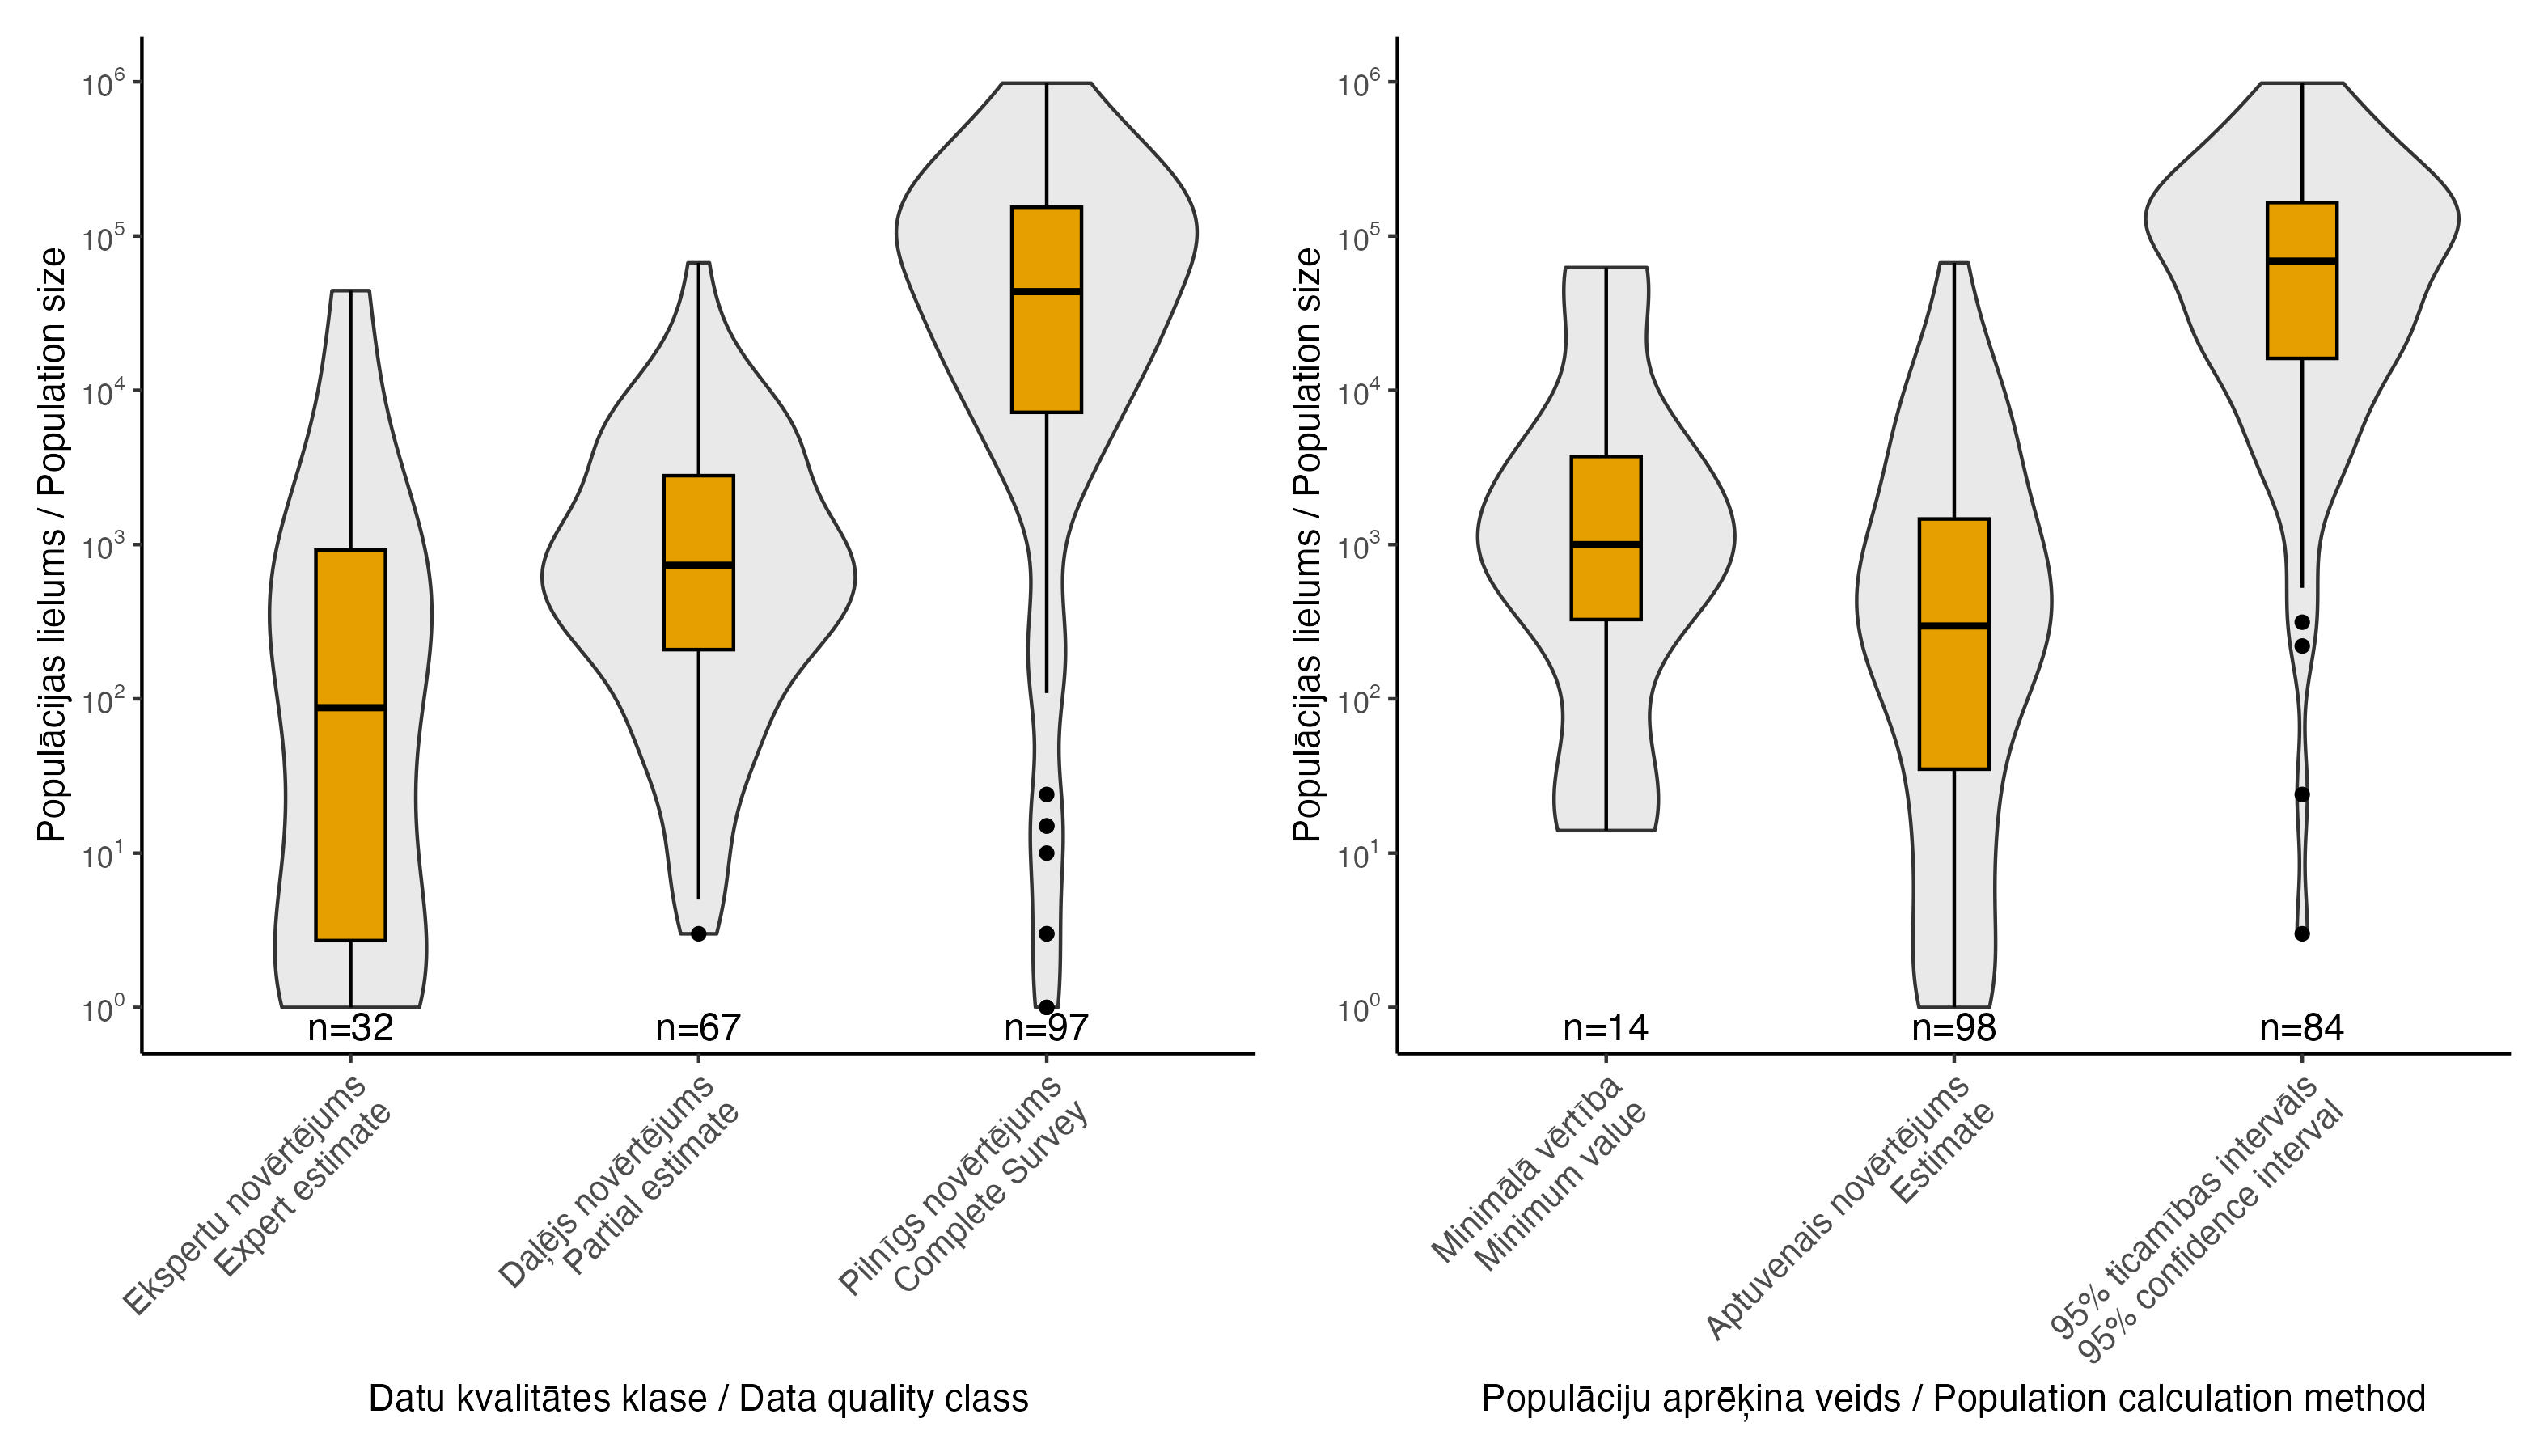 Populācijas lielums / Population size
10^6
10^5
10^4
10^3
10^2
10^1
10^0
n=32
n=67
n=97
Ekspertu novērtējums
Expert estimate
Daļējs novērtējums
Partial estimate
Pilnīgs novērtējums
Complete Survey
Datu kvalitātes klase / Data quality class
Populācijas lielums / Population size
10^6
10^5
10^4
10^3
10^2
10^1
10^0
n=14
n=98
n=84
Minimālā vērtība
Minimum value
Aptuvenais novērtējums
Estimate
95% ticamības intervāls
95% confidence interval
Populāciju aprēķina veids / Population calculation method